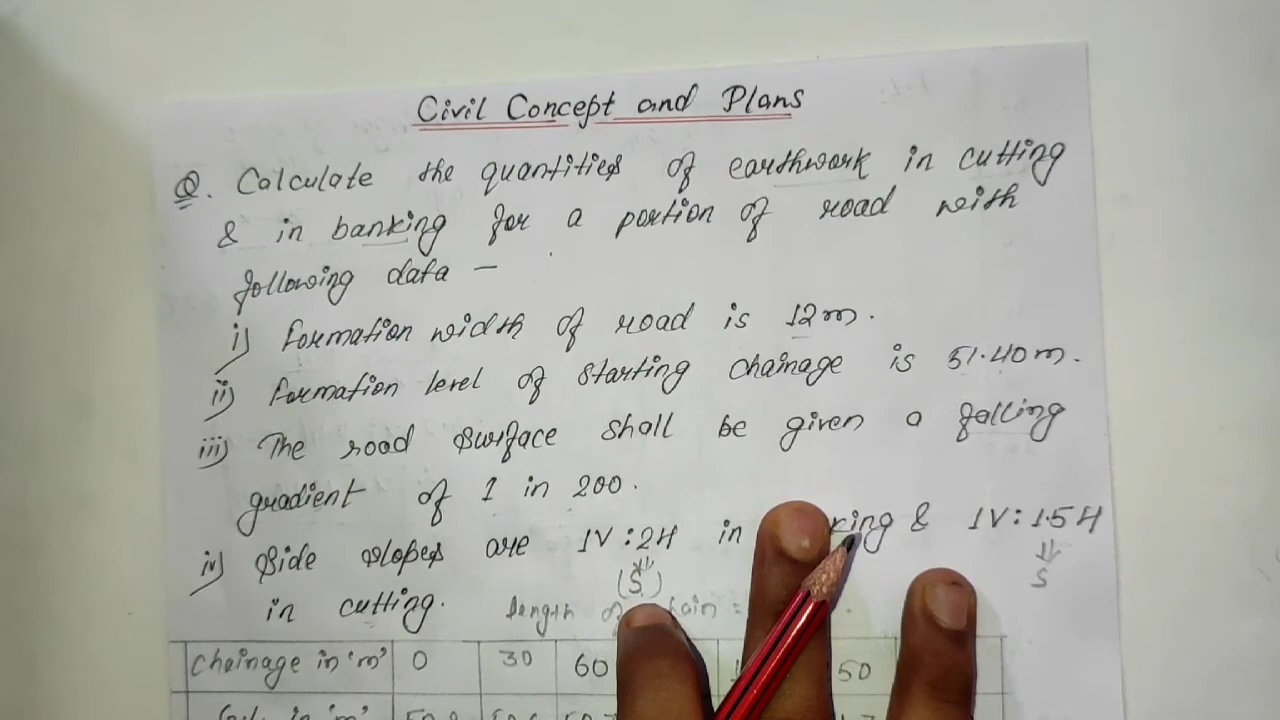 Civil Concept and Plans
Q. Calculate the quantities of earthwork in cutting
& in banking for a portion of road with
following data -
i) formation width of road is 12m.
ii) formation level of starting chainage is 51.40m.
iii) The road surface shall be given a falling
gradient of 1 in 200.
iv) Side slopes are 1V:2H in king & 1V:1.5H
(S) S
in cutting. length of hain =
Chainage in 'm' 0 30 60 50